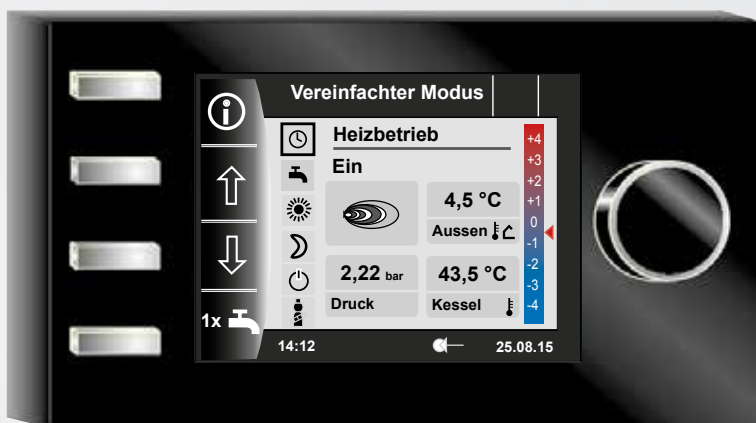 Vereinfachter Modus
Heizbetrieb
Ein
4,5 °C
Aussen
2,22 bar
Druck
43,5 °C
Kessel
+4
+3
+2
+1
0
-1
-2
-3
-4
1x
14:12
25.08.15